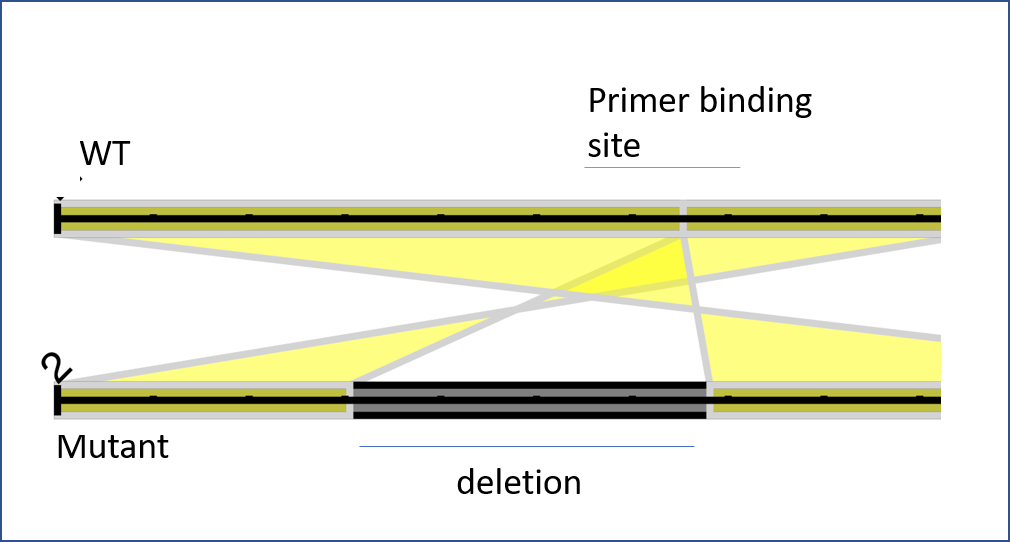 Primer binding
site
WT
2
Mutant
deletion